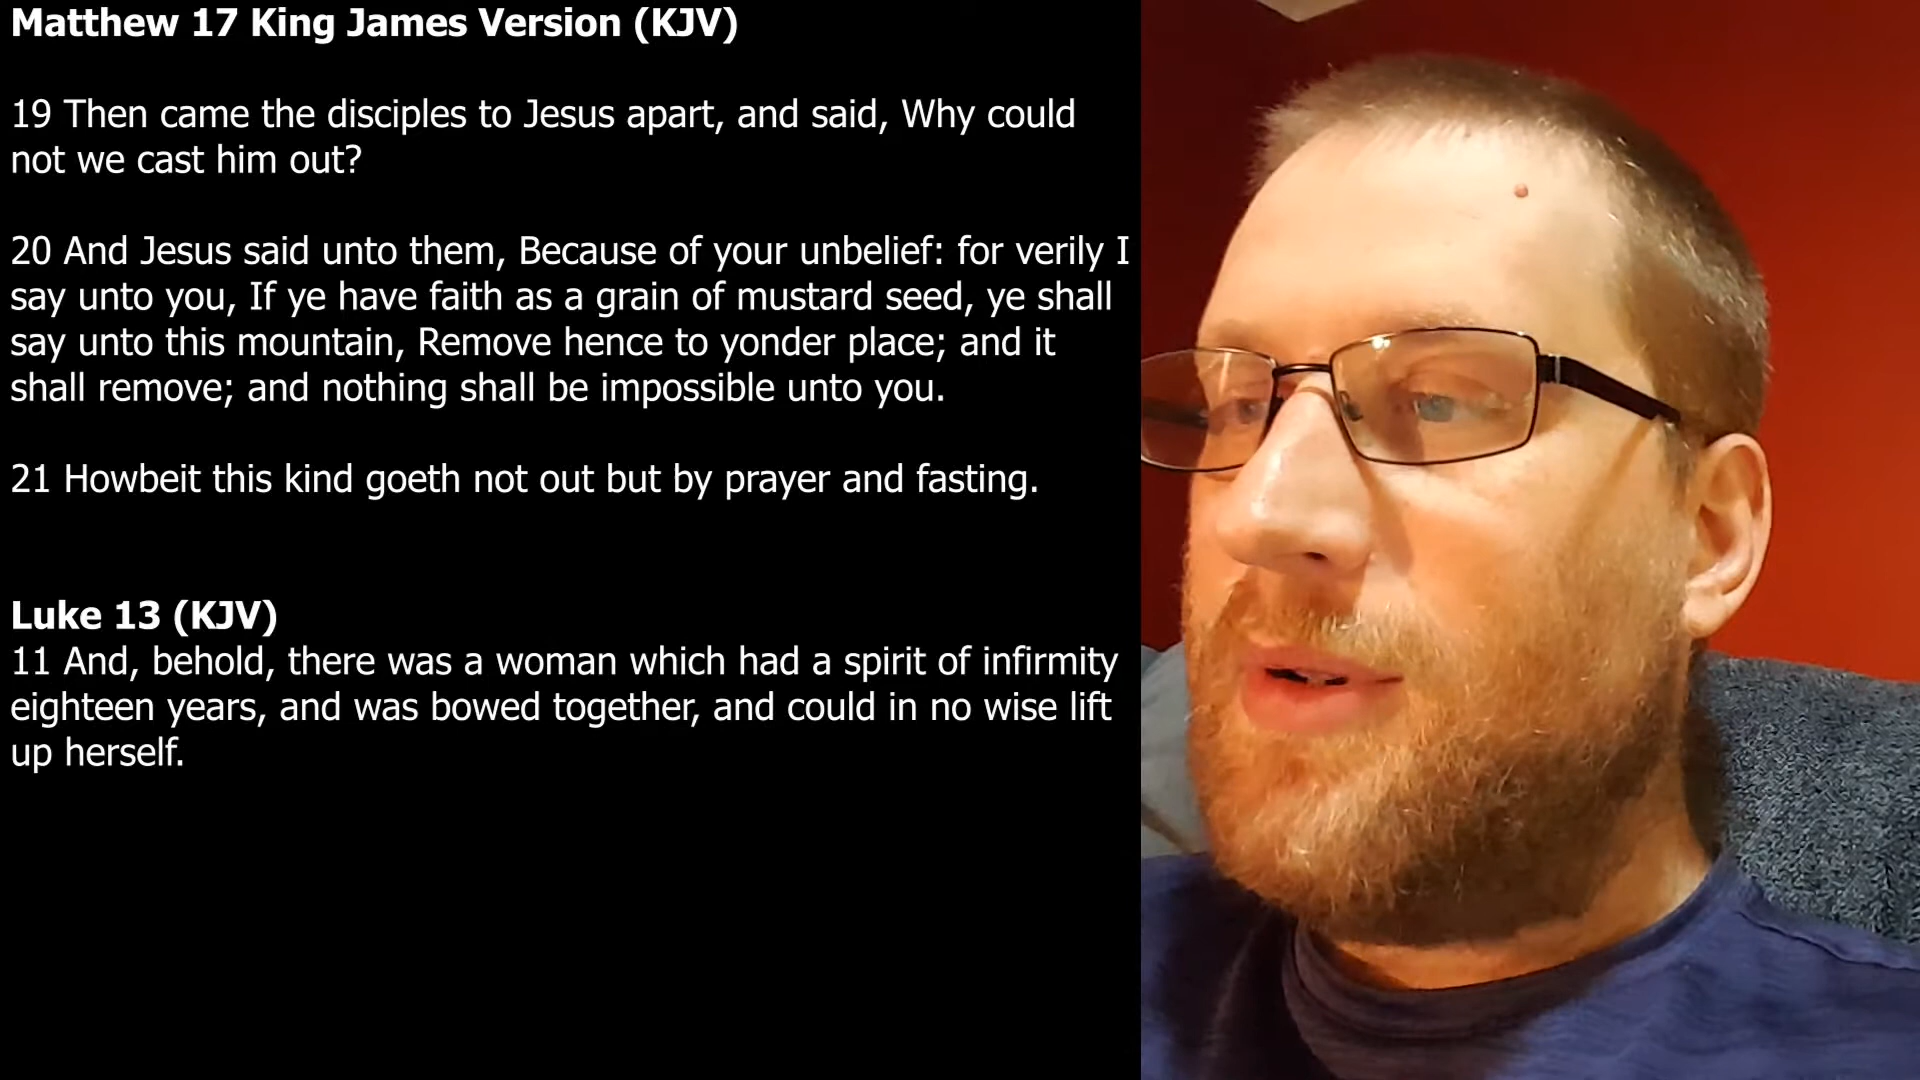 Matthew 17 King James Version (KJV)
19 Then came the disciples to Jesus apart, and said, Why could
not we cast him out?
20 And Jesus said unto them, Because of your unbelief: for verily I
say unto you, If ye have faith as a grain of mustard seed, ye shall
say unto this mountain, Remove hence to yonder place; and it
shall remove; and nothing shall be impossible unto you.
21 Howbeit this kind goeth not out but by prayer and fasting.
Luke 13 (KJV)
11 And, behold, there was a woman which had a spirit of infirmity
eighteen years, and was bowed together, and could in no wise lift
up herself.